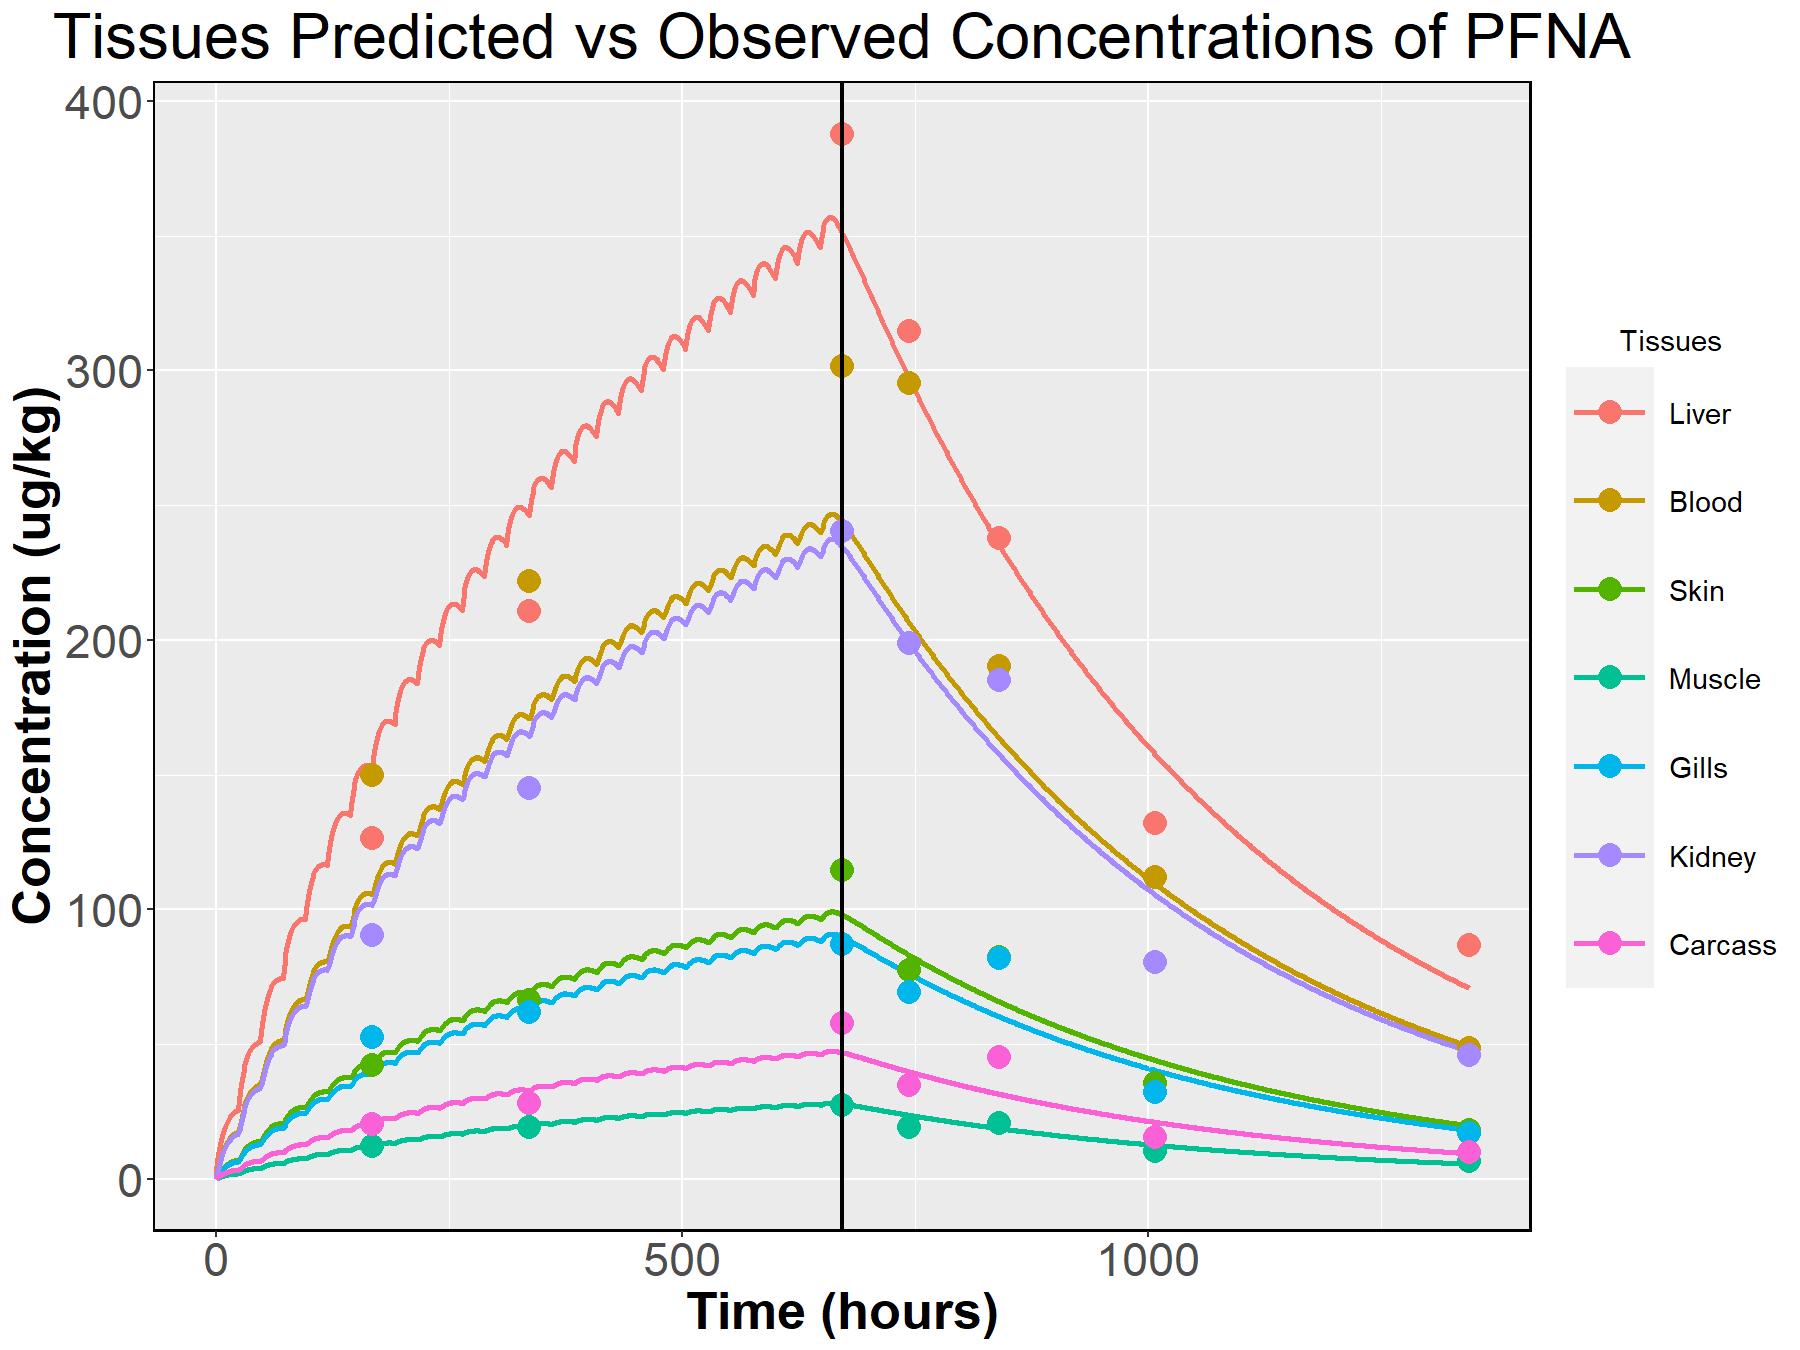 Tissues Predicted vs Observed Concentrations of PFNA
400
300
200
100
0
Concentration (ug/kg)
0 500 1000
Time (hours)
Tissues
Liver
Blood
Skin
Muscle
Gills
Kidney
Carcass